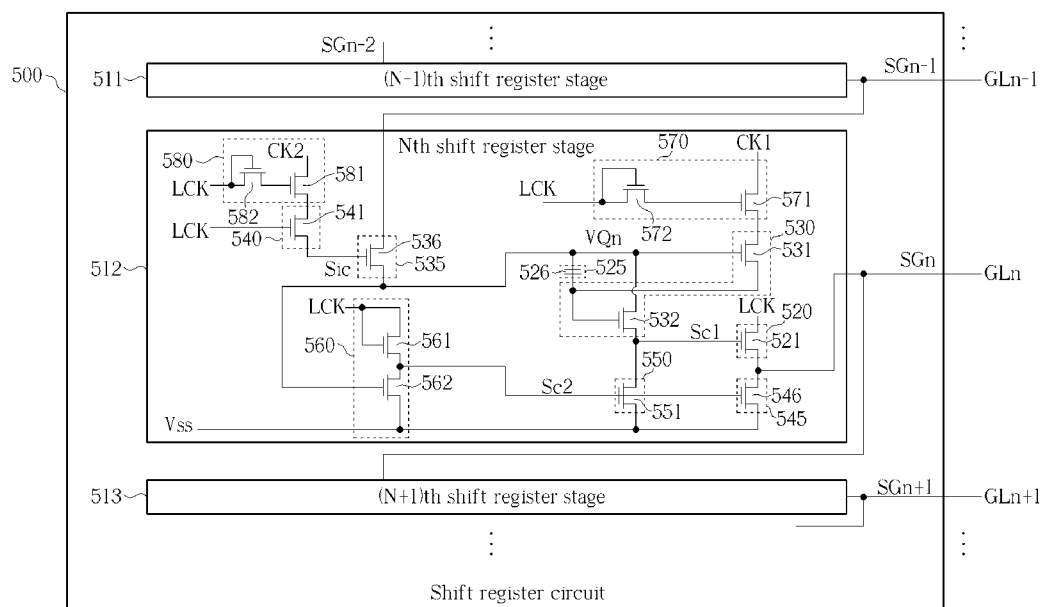 SGn-2
500
511
(N-1)th shift register stage
SGn-1
GLn-1
Nth shift register stage
580
CK2
581
LCK
582
541
LCK
540
Sic
536
535
512
570
CK1
LCK
571
572
530
VQn
531
526
525
SGn
GLn
LCK
532
520
Sc1
521
LCK
560
561
562
550
Sc2
551
546
545
Vss
513
(N+1)th shift register stage
SGn+1
GLn+1
Shift register circuit